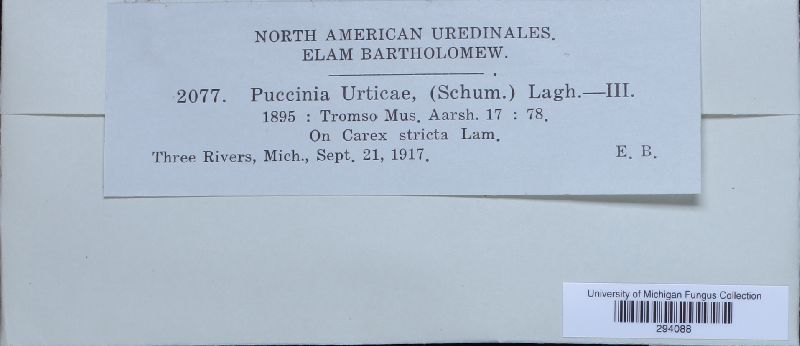 NORTH AMERICAN UREDINALES.
ELAM BARTHOLOMEW.
2077. Puccinia Urticae, (Schum.) Lagh.—III.
1895 : Tromso Mus. Aarsh. 17 : 78.
On Carex stricta Lam.
Three Rivers, Mich., Sept. 21, 1917. E. B.
University of Michigan Fungus Collection
294088